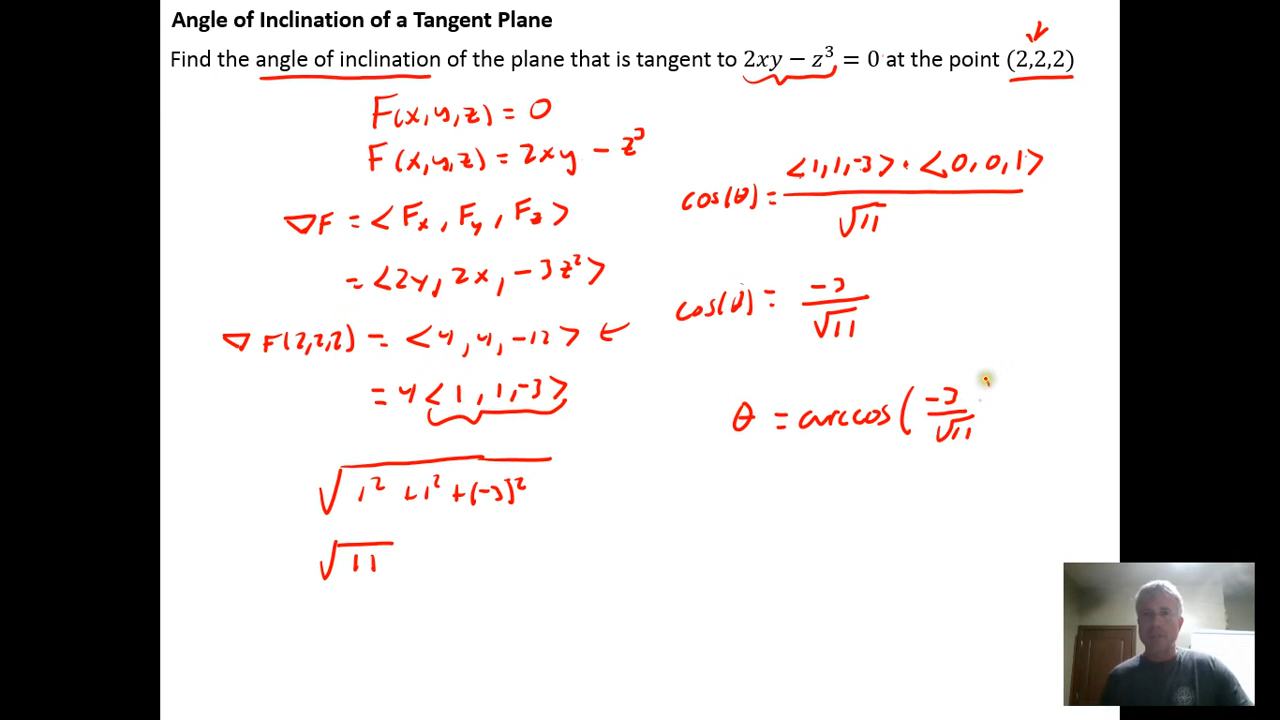 Angle of Inclination of a Tangent Plane
Find the angle of inclination of the plane that is tangent to 2xy − z³ = 0 at the point (2,2,2)
F(x,y,z) = 0
F(x,y,z) = 2xy − z³
∇F = <Fx, Fy, Fz>
= <2y, 2x, −3z²>
∇F(2,2,2) = <4, 4, −12> ←
= 4<1, 1, −3>
√(1² + 1² + (−3)²)
√11
cos(θ) = <1,1,−3> · <0,0,1> / √11
cos(θ) = −3/√11
θ = arccos(−3/√11